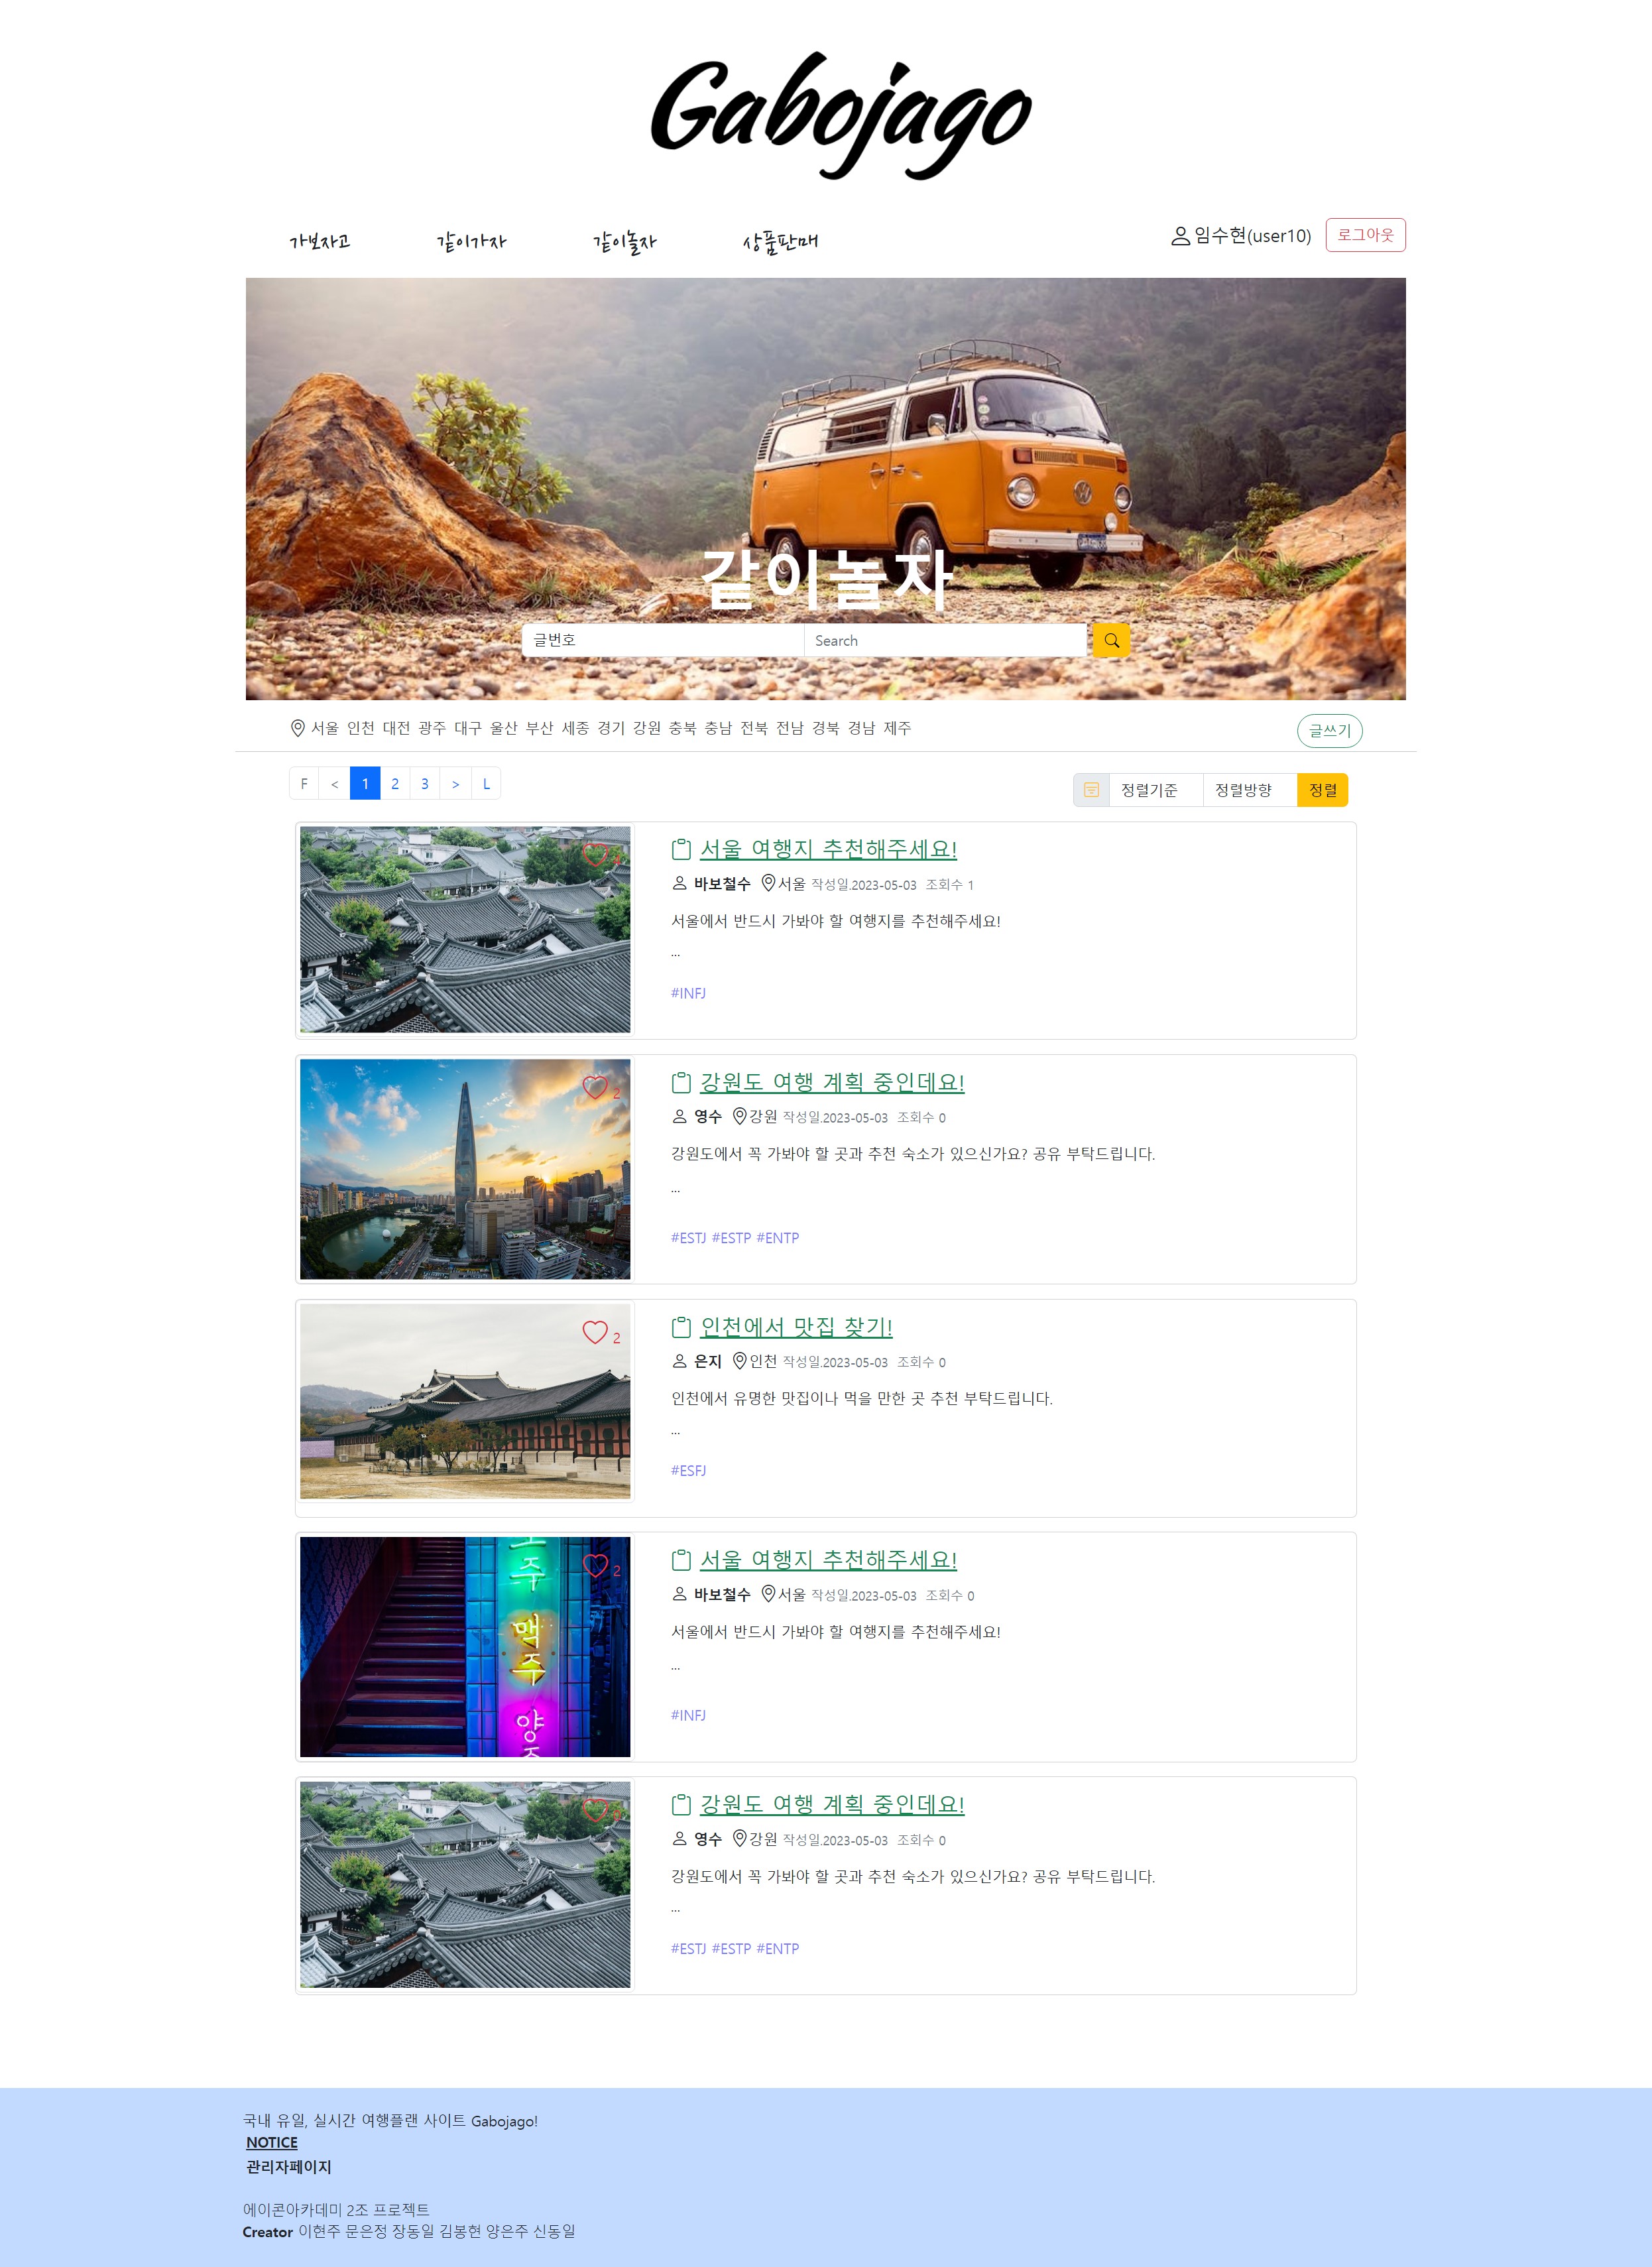 Gabojago
가보자고 같이가자 같이놀자 상품판매 임수현(user10) 로그아웃
같이놀자
글번호 Search
서울 인천 대전 광주 대구 울산 부산 세종 경기 강원 충북 충남 전북 전남 경북 경남 제주 글쓰기
F < 1 2 3 > L 정렬기준 정렬방향 정렬
서울 여행지 추천해주세요!
바보철수 서울 작성일.2023-05-03 조회수 1
서울에서 반드시 가봐야 할 여행지를 추천해주세요!
...
#INFJ
2
강원도 여행 계획 중인데요!
영수 강원 작성일.2023-05-03 조회수 0
강원도에서 꼭 가봐야 할 곳과 추천 숙소가 있으신가요? 공유 부탁드립니다.
...
#ESTJ #ESTP #ENTP
2
인천에서 맛집 찾기!
은지 인천 작성일.2023-05-03 조회수 0
인천에서 유명한 맛집이나 먹을 만한 곳 추천 부탁드립니다.
...
#ESFJ
2
맥주
양
서울 여행지 추천해주세요!
바보철수 서울 작성일.2023-05-03 조회수 0
서울에서 반드시 가봐야 할 여행지를 추천해주세요!
...
#INFJ
강원도 여행 계획 중인데요!
영수 강원 작성일.2023-05-03 조회수 0
강원도에서 꼭 가봐야 할 곳과 추천 숙소가 있으신가요? 공유 부탁드립니다.
...
#ESTJ #ESTP #ENTP
국내 유일, 실시간 여행플랜 사이트 Gabojago!
NOTICE
관리자페이지
에이콘아카데미 2조 프로젝트
Creator 이현주 문은정 장동일 김봉현 양은주 신동일